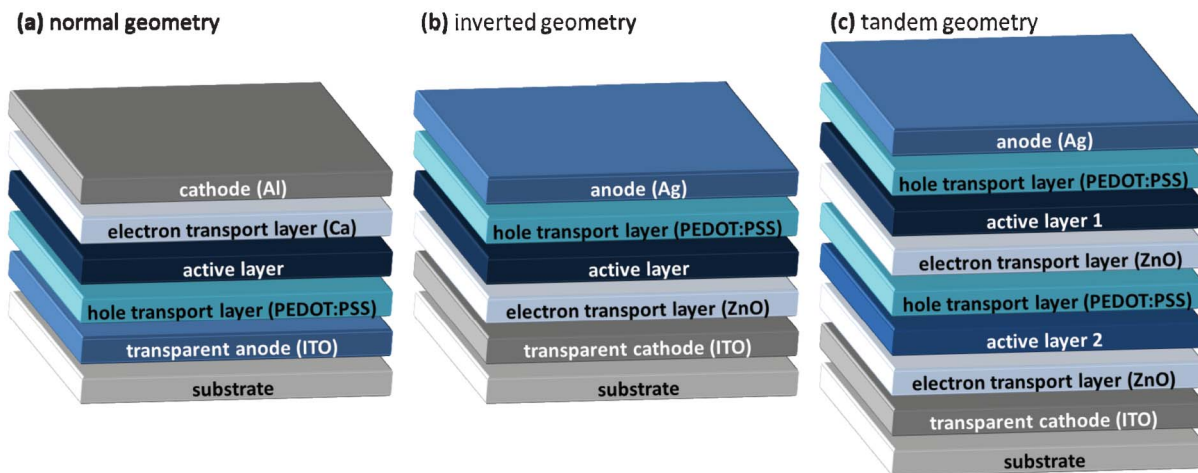 (a) normal geometry
cathode (Al)
electron transport layer (Ca)
active layer
hole transport layer (PEDOT:PSS)
transparent anode (ITO)
substrate
(b) inverted geometry
anode (Ag)
hole transport layer (PEDOT:PSS)
active layer
electron transport layer (ZnO)
transparent cathode (ITO)
substrate
(c) tandem geometry
anode (Ag)
hole transport layer (PEDOT:PSS)
active layer 1
electron transport layer (ZnO)
hole transport layer (PEDOT:PSS)
active layer 2
electron transport layer (ZnO)
transparent cathode (ITO)
substrate